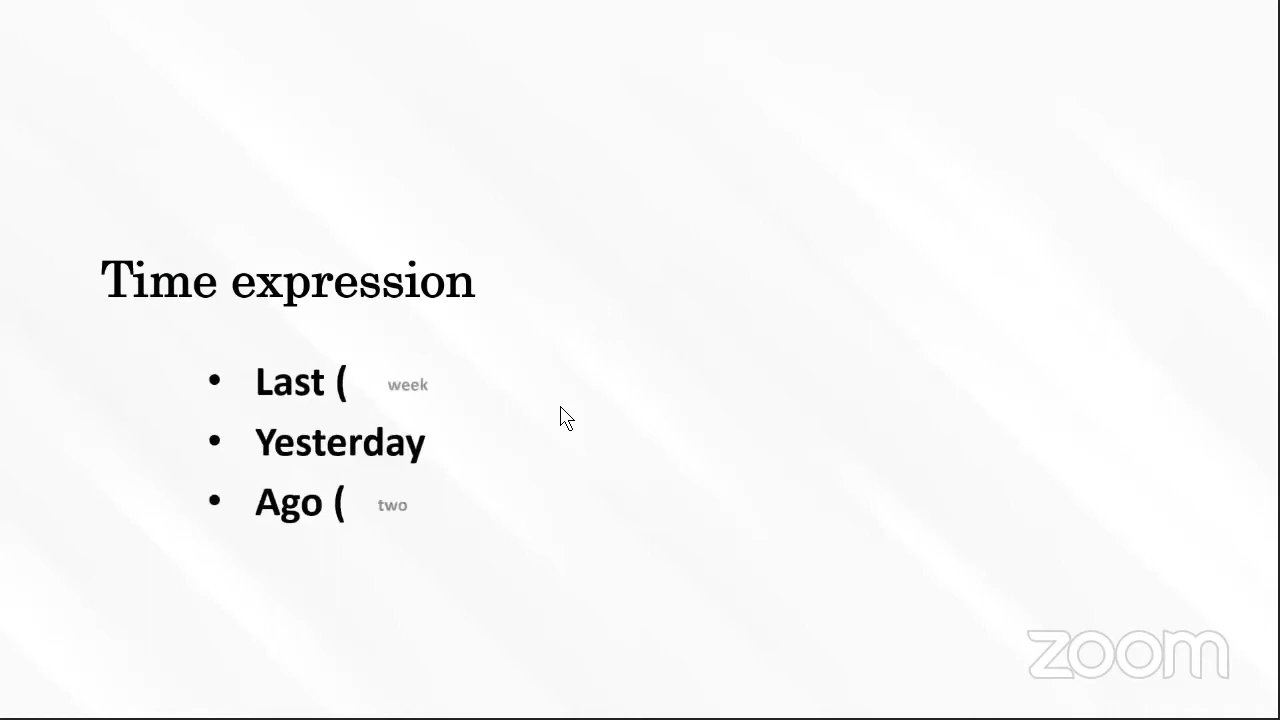 Time expression
• Last ( week
• Yesterday
• Ago ( two
zoom